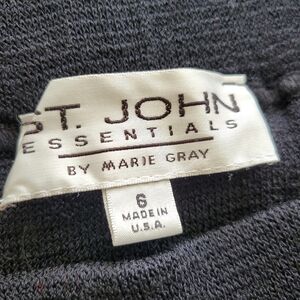 ST. JOHN
ESSENTIALS
BY MARIE GRAY
6
MADE IN
U.S.A.